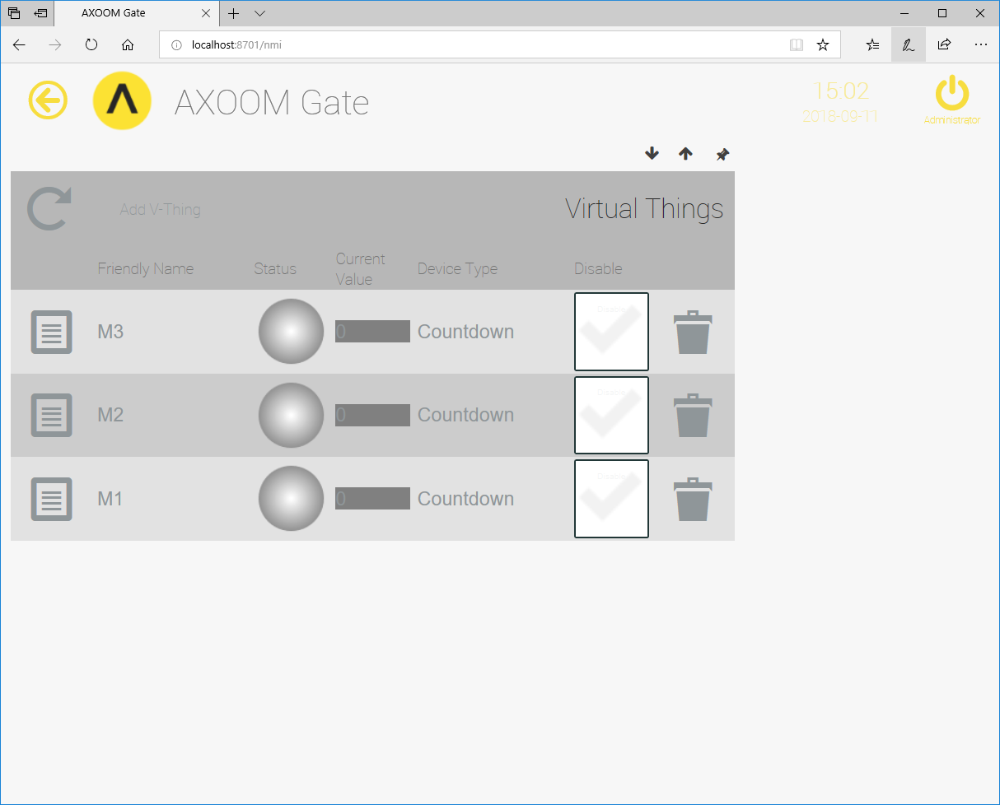 AXOOM Gate
localhost:8701/nmi
AXOOM Gate
15:02
2018-09-11
Administrator
Add V-Thing
Virtual Things
Friendly Name
Status
Current
Value
Device Type
Disable
M3
0
Countdown
Disable
M2
0
Countdown
Disable
M1
0
Countdown
Disable